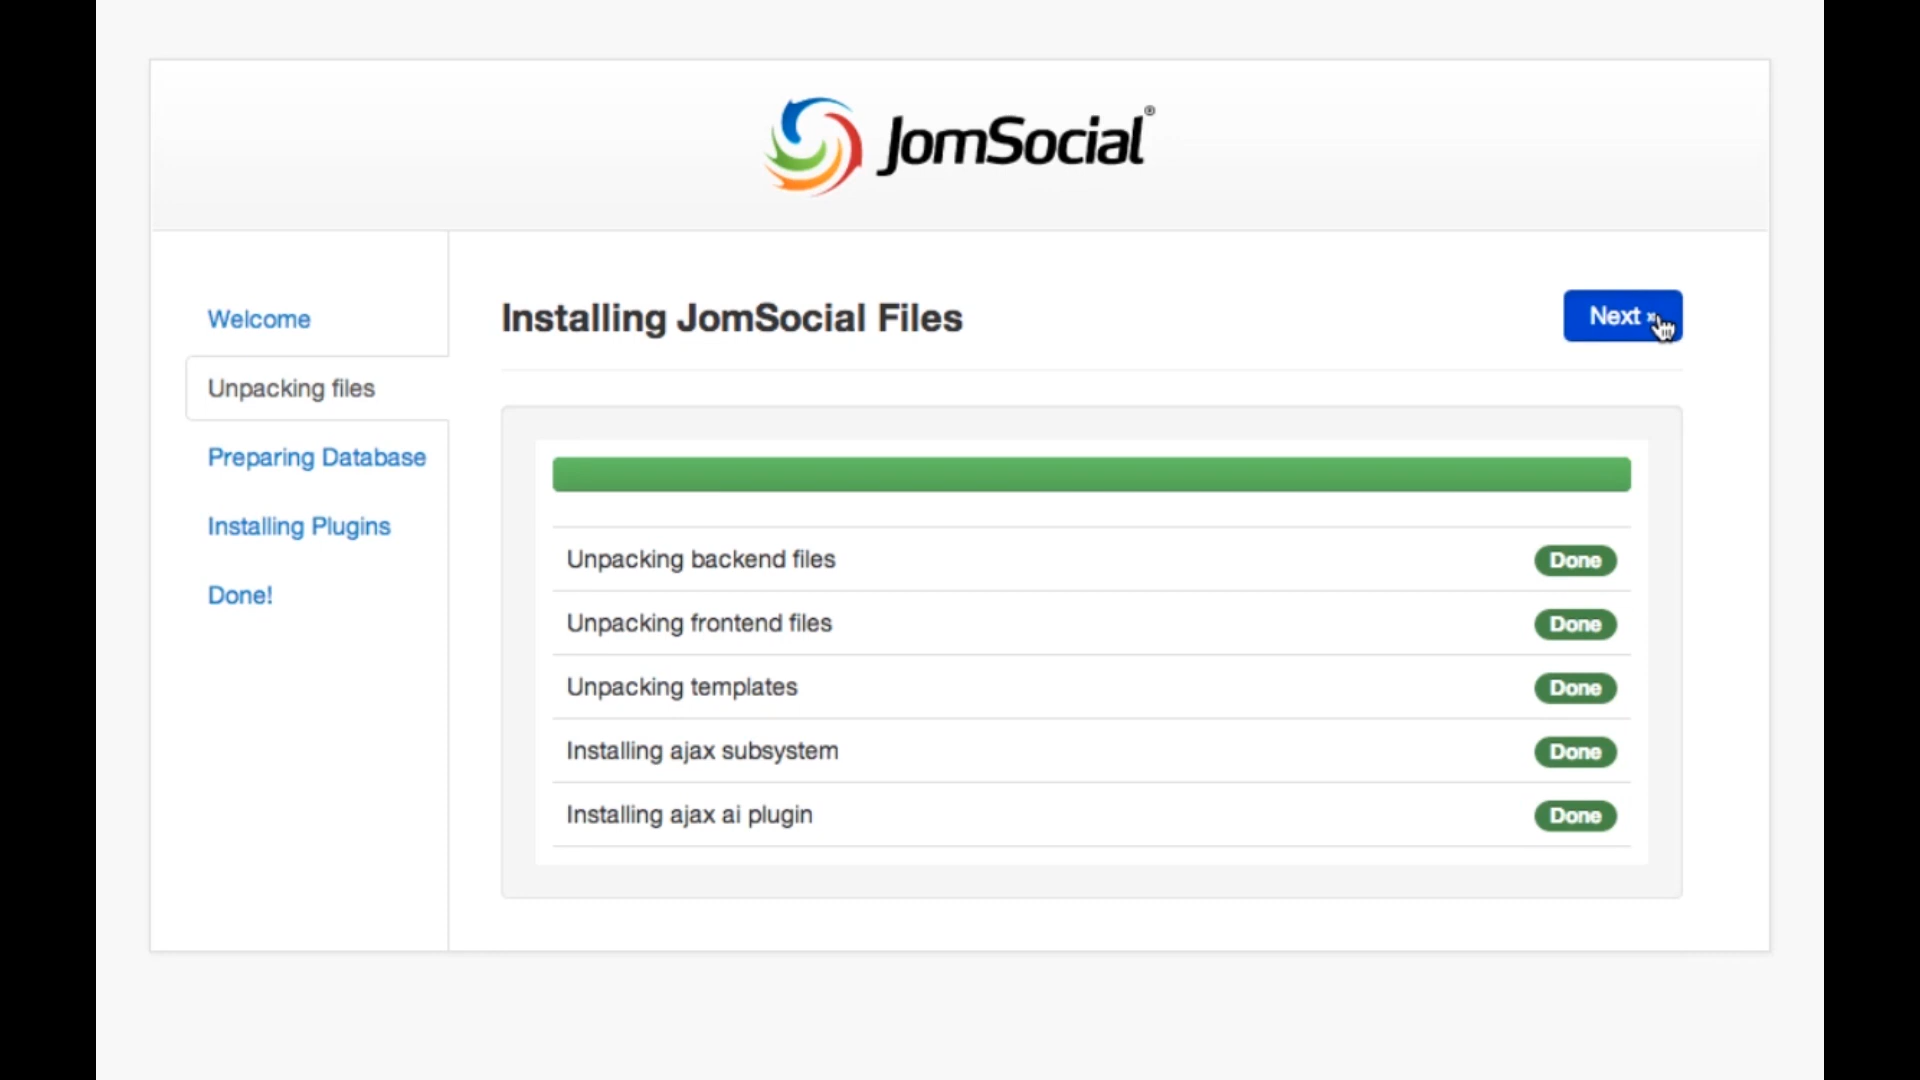 JomSocial®
Welcome
Unpacking files
Preparing Database
Installing Plugins
Done!
Installing JomSocial Files
Next »
Unpacking backend files Done
Unpacking frontend files Done
Unpacking templates Done
Installing ajax subsystem Done
Installing ajax ai plugin Done